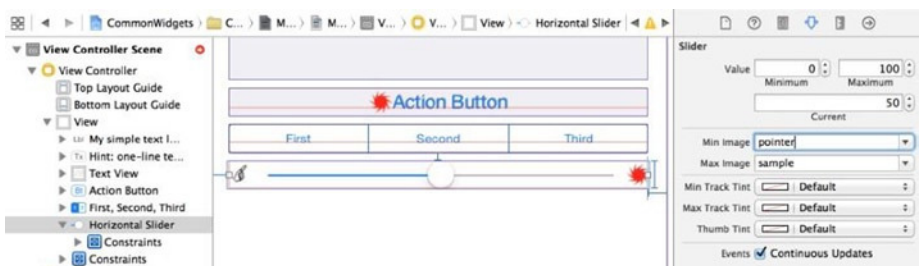 CommonWidgets C... M... M... V... V... View Horizontal Slider
View Controller Scene
View Controller
Top Layout Guide
Bottom Layout Guide
View
My simple text l...
Hint: one-line te...
Text View
Action Button
First, Second, Third
Horizontal Slider
Constraints
Constraints
Action Button
First Second Third
Slider
Value 0 100
Minimum Maximum
50
Current
Min Image pointer
Max Image sample
Min Track Tint Default
Max Track Tint Default
Thumb Tint Default
Events Continuous Updates